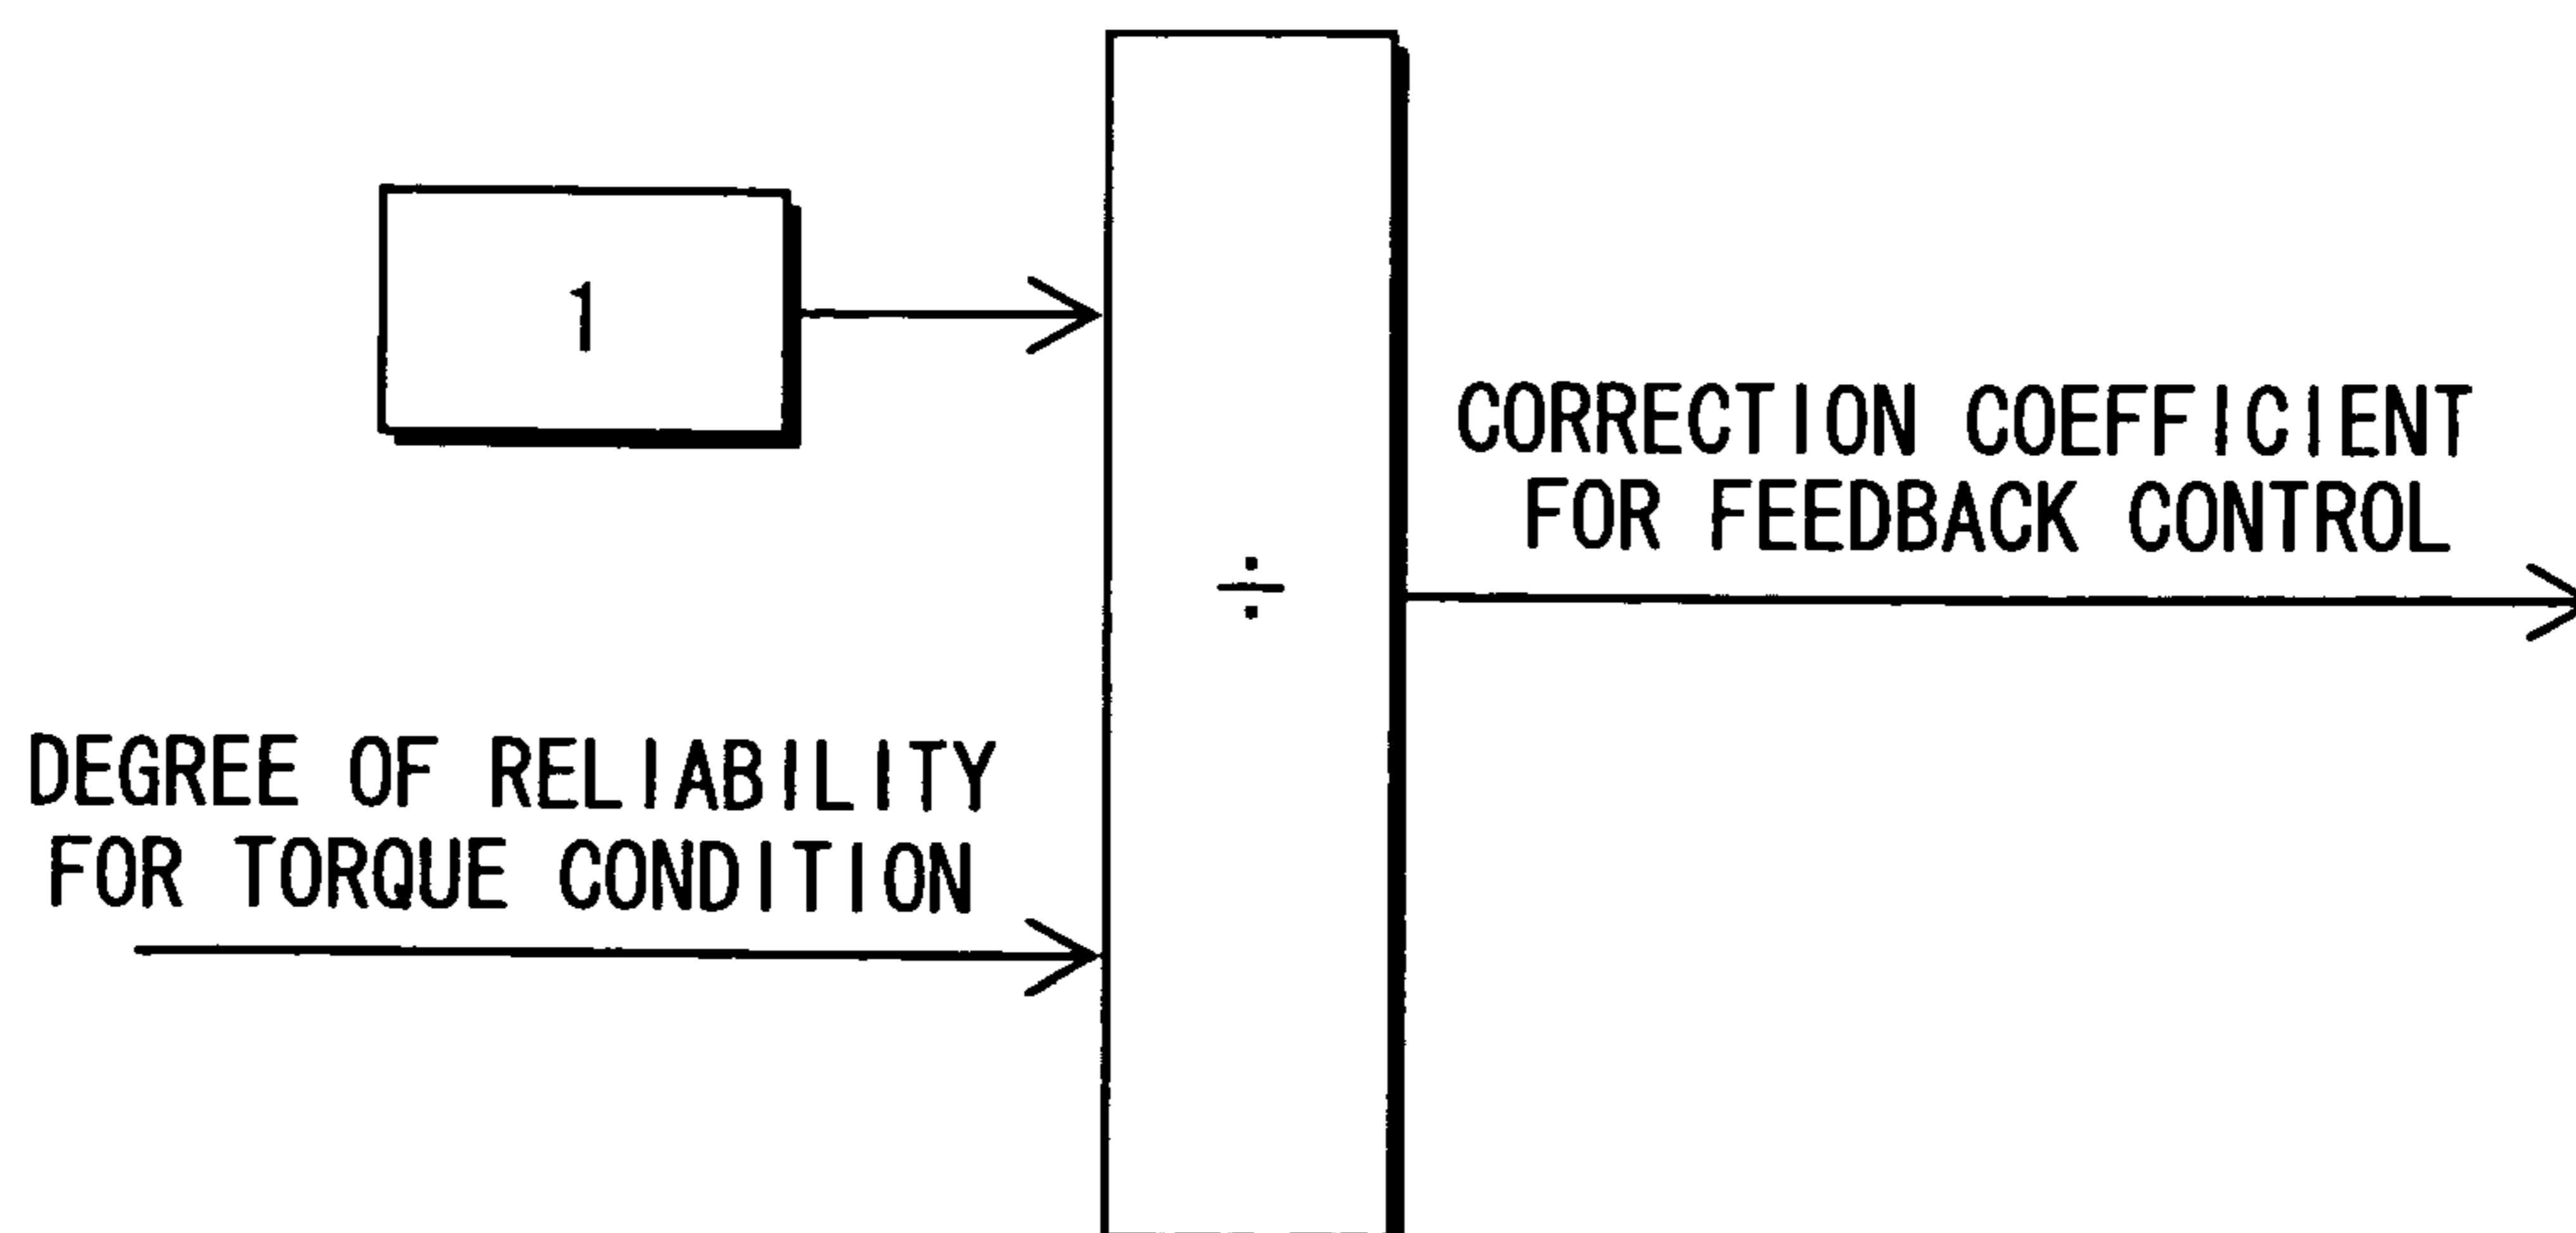 1
CORRECTION COEFFICIENT
FOR FEEDBACK CONTROL
÷
DEGREE OF RELIABILITY
FOR TORQUE CONDITION